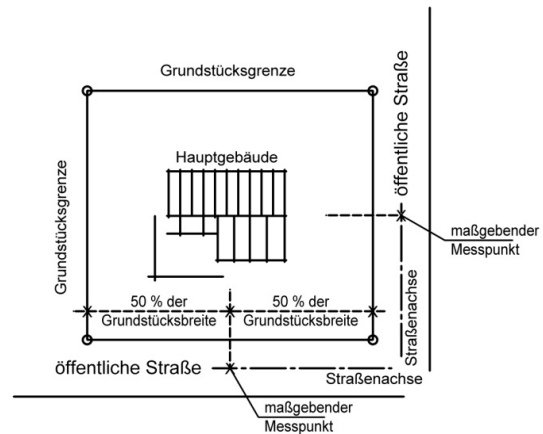 Grundstücksgrenze
öffentliche Straße
Hauptgebäude
Grundstücksgrenze
maßgebender
Messpunkt
50 % der
Grundstücksbreite
50 % der
Grundstücksbreite
Straßenachse
öffentliche Straße
Straßenachse
maßgebender
Messpunkt